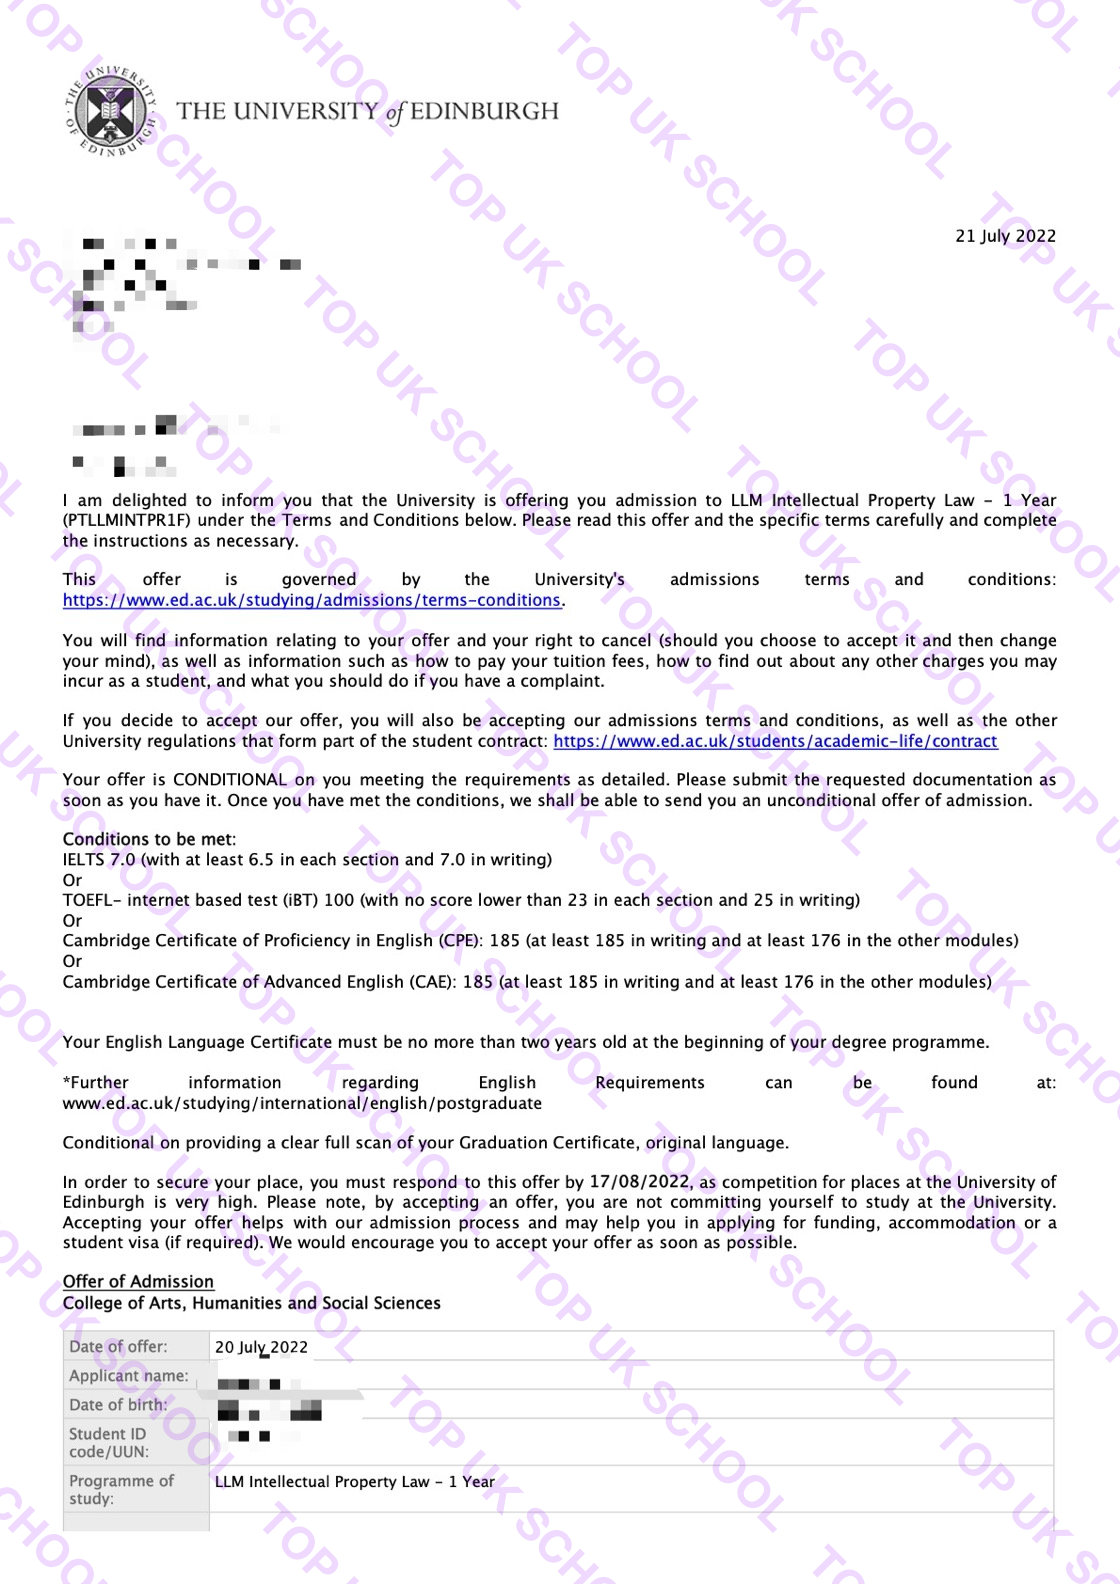 THE UNIVERSITY OF EDINBURGH
THE UNIVERSITY of EDINBURGH
21 July 2022
I am delighted to inform you that the University is offering you admission to LLM Intellectual Property Law – 1 Year
(PTLLMINTPR1F) under the Terms and Conditions below. Please read this offer and the specific terms carefully and complete
the instructions as necessary.
This offer is governed by the University's admissions terms and conditions:
https://www.ed.ac.uk/studying/admissions/terms-conditions.
You will find information relating to your offer and your right to cancel (should you choose to accept it and then change
your mind), as well as information such as how to pay your tuition fees, how to find out about any other charges you may
incur as a student, and what you should do if you have a complaint.
If you decide to accept our offer, you will also be accepting our admissions terms and conditions, as well as the other
University regulations that form part of the student contract: https://www.ed.ac.uk/students/academic-life/contract
Your offer is CONDITIONAL on you meeting the requirements as detailed. Please submit the requested documentation as
soon as you have it. Once you have met the conditions, we shall be able to send you an unconditional offer of admission.
Conditions to be met:
IELTS 7.0 (with at least 6.5 in each section and 7.0 in writing)
Or
TOEFL– internet based test (iBT) 100 (with no score lower than 23 in each section and 25 in writing)
Or
Cambridge Certificate of Proficiency in English (CPE): 185 (at least 185 in writing and at least 176 in the other modules)
Or
Cambridge Certificate of Advanced English (CAE): 185 (at least 185 in writing and at least 176 in the other modules)
Your English Language Certificate must be no more than two years old at the beginning of your degree programme.
*Further information regarding English Requirements can be found at:
www.ed.ac.uk/studying/international/english/postgraduate
Conditional on providing a clear full scan of your Graduation Certificate, original language.
In order to secure your place, you must respond to this offer by 17/08/2022, as competition for places at the University of
Edinburgh is very high. Please note, by accepting an offer, you are not committing yourself to study at the University.
Accepting your offer helps with our admission process and may help you in applying for funding, accommodation or a
student visa (if required). We would encourage you to accept your offer as soon as possible.
Offer of Admission
College of Arts, Humanities and Social Sciences
Date of offer: 20 July 2022
Applicant name:
Date of birth:
Student ID
code/UUN:
Programme of LLM Intellectual Property Law – 1 Year
study:
TOP UK SCHOOL